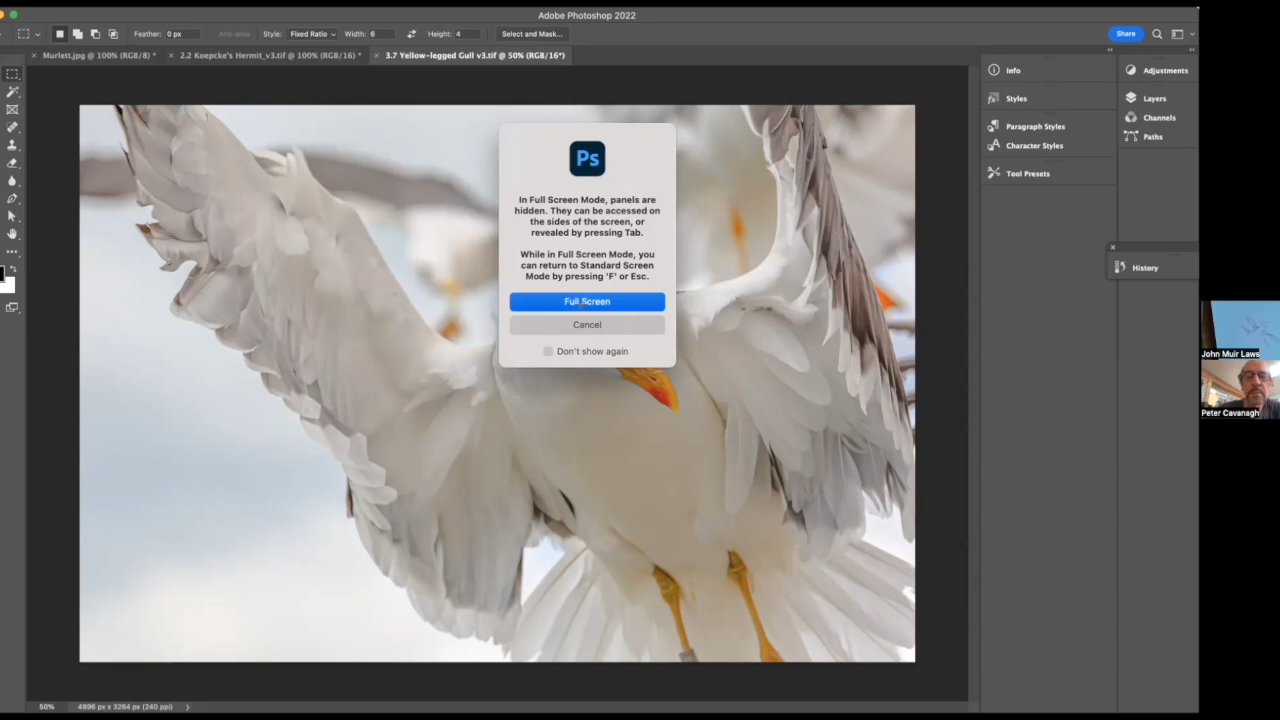 Adobe Photoshop 2022
Feather: 0 px Anti-alias Style: Fixed Ratio Width: 6 Height: 4 Select and Mask... Share
Murlett.jpg @ 100% (RGB/8) * 2.2 Koepcke's Hermit_v3.tif @ 100% (RGB/16) * 3.7 Yellow-legged Gull v3.tif @ 50% (RGB/16*)
Info
Styles
Paragraph Styles
Character Styles
Tool Presets
Adjustments
Layers
Channels
Paths
History
Ps
In Full Screen Mode, panels are
hidden. They can be accessed on
the sides of the screen, or
revealed by pressing Tab.
While in Full Screen Mode, you
can return to Standard Screen
Mode by pressing 'F' or Esc.
Full Screen
Cancel
Don't show again
John Muir Laws
Peter Cavanagh
50% 4896 px x 3264 px (240 ppi)